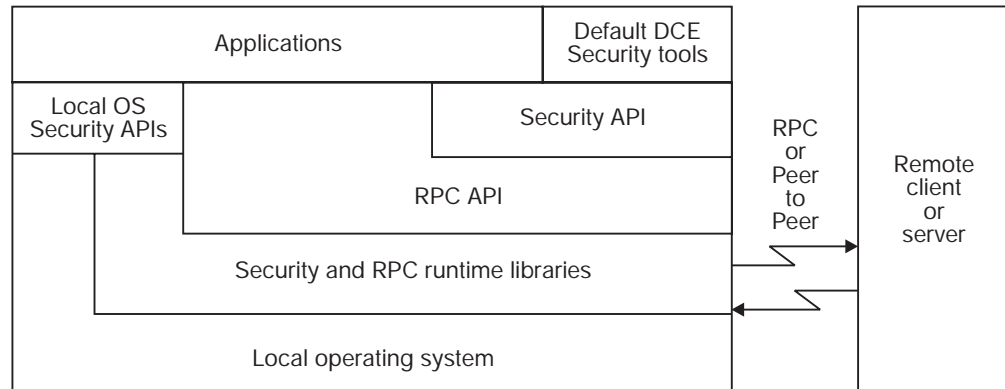 Applications
Default DCE
Security tools
Local OS
Security APIs
Security API
RPC API
Security and RPC runtime libraries
Local operating system
RPC
or
Peer
to
Peer
Remote
client
or
server